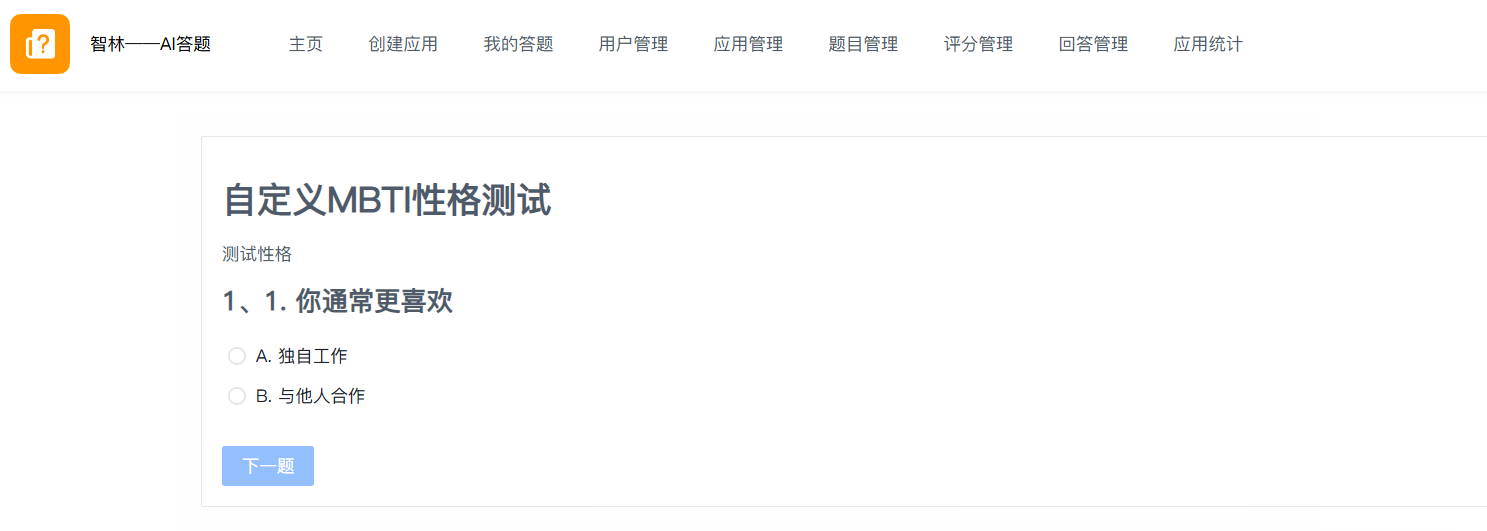 智林——AI答题 主页 创建应用 我的答题 用户管理 应用管理 题目管理 评分管理 回答管理 应用统计
自定义MBTI性格测试
测试性格
1、1. 你通常更喜欢
A. 独自工作
B. 与他人合作
下一题